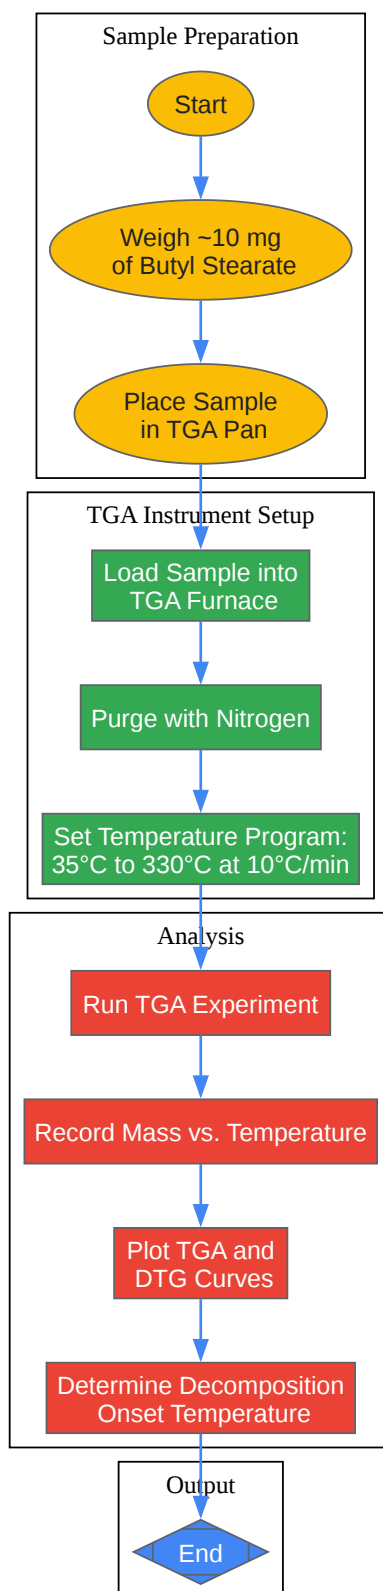 Sample Preparation
Start
Weigh ~10 mg
of Butyl Stearate
Place Sample
in TGA Pan
TGA Instrument Setup
Load Sample into
TGA Furnace
Purge with Nitrogen
Set Temperature Program:
35°C to 330°C at 10°C/min
Analysis
Run TGA Experiment
Record Mass vs. Temperature
Plot TGA and
DTG Curves
Determine Decomposition
Onset Temperature
Output
End